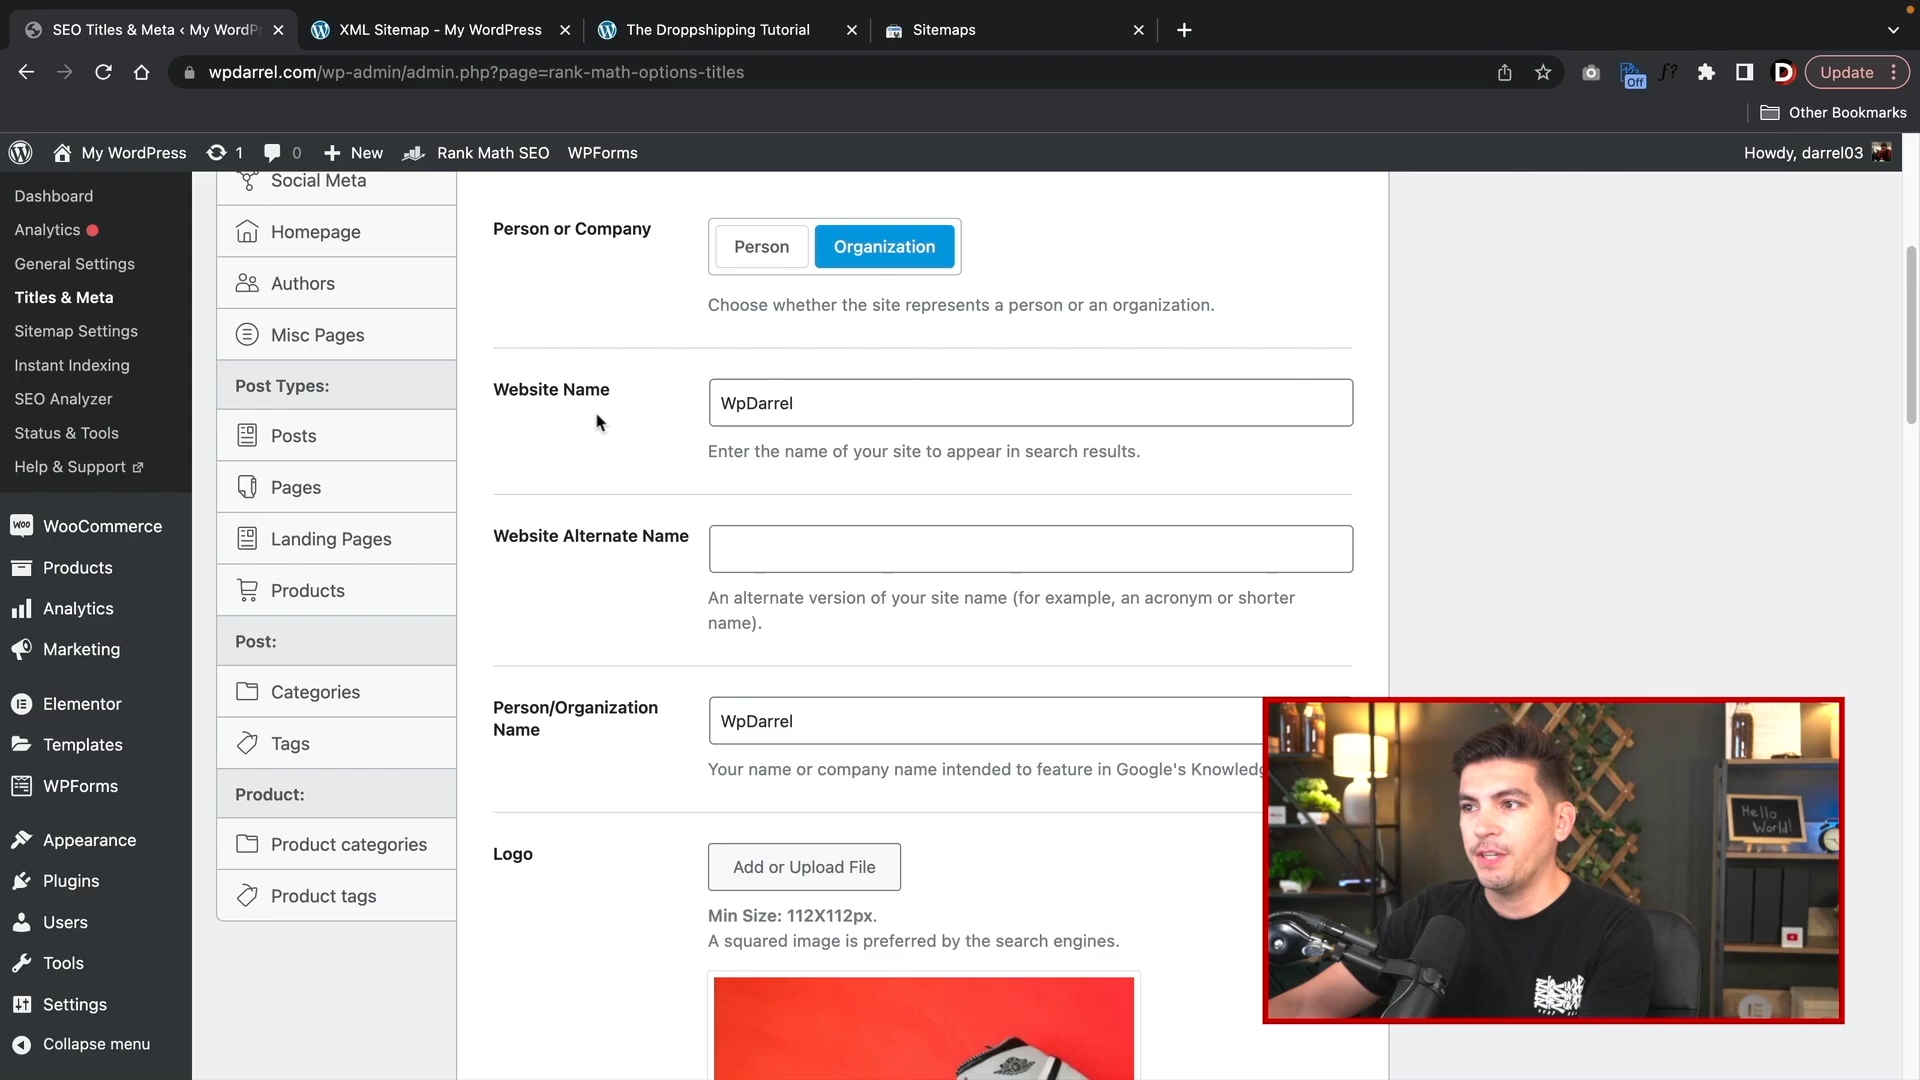 SEO Titles & Meta ‹ My WordP
XML Sitemap - My WordPress
The Droppshipping Tutorial
Sitemaps
wpdarrel.com/wp-admin/admin.php?page=rank-math-options-titles
Off
f?
D
Update
Other Bookmarks
My WordPress
1
0
New
Rank Math SEO
WPForms
Howdy, darrel03
Dashboard
Analytics
General Settings
Titles & Meta
Sitemap Settings
Instant Indexing
SEO Analyzer
Status & Tools
Help & Support
WooCommerce
Products
Analytics
Marketing
Elementor
Templates
WPForms
Appearance
Plugins
Users
Tools
Settings
Collapse menu
Social Meta
Homepage
Authors
Misc Pages
Post Types:
Posts
Pages
Landing Pages
Products
Post:
Categories
Tags
Product:
Product categories
Product tags
Person or Company
Person
Organization
Choose whether the site represents a person or an organization.
Website Name
WpDarrel
Enter the name of your site to appear in search results.
Website Alternate Name
An alternate version of your site name (for example, an acronym or shorter
name).
Person/Organization
Name
WpDarrel
Your name or company name intended to feature in Google's Knowledg
Logo
Add or Upload File
Min Size: 112X112px.
A squared image is preferred by the search engines.
Hello
World!